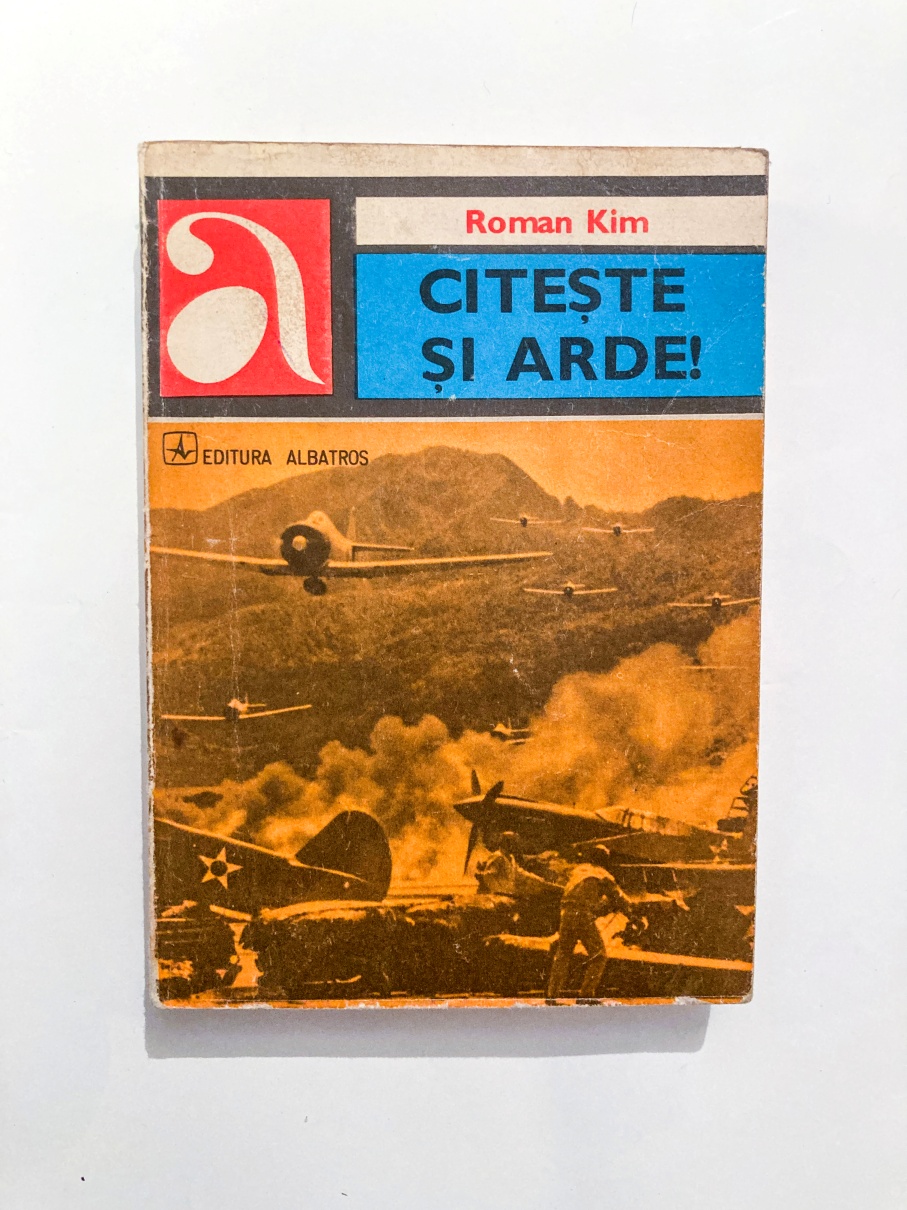 a
Roman Kim
CITEȘTE
ȘI ARDE!
EDITURA ALBATROS